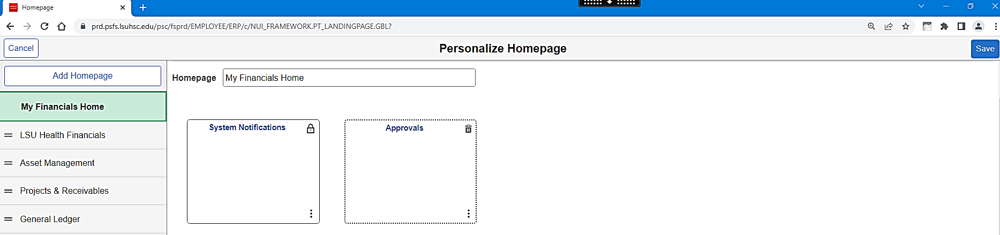 Homepage
prd.psfs.lsuhsc.edu/psc/fsprd/EMPLOYEE/ERP/c/NUI_FRAMEWORK.PT_LANDINGPAGE.GBL?
Cancel
Personalize Homepage
Save
Add Homepage
Homepage
My Financials Home
My Financials Home
LSU Health Financials
Asset Management
Projects & Receivables
General Ledger
System Notifications
Approvals